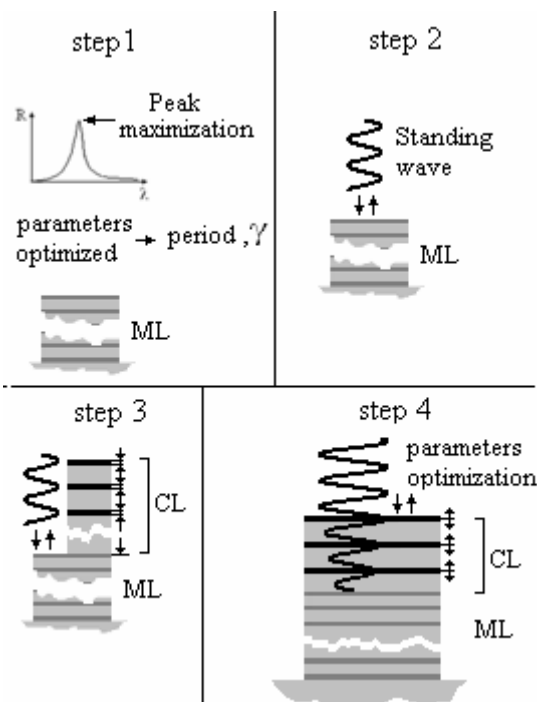 step1
R
Peak
maximization
λ
parameters
optimized → period ,γ
ML
step 2
Standing
wave
ML
step 3
CL
ML
step 4
parameters
optimization
CL
ML